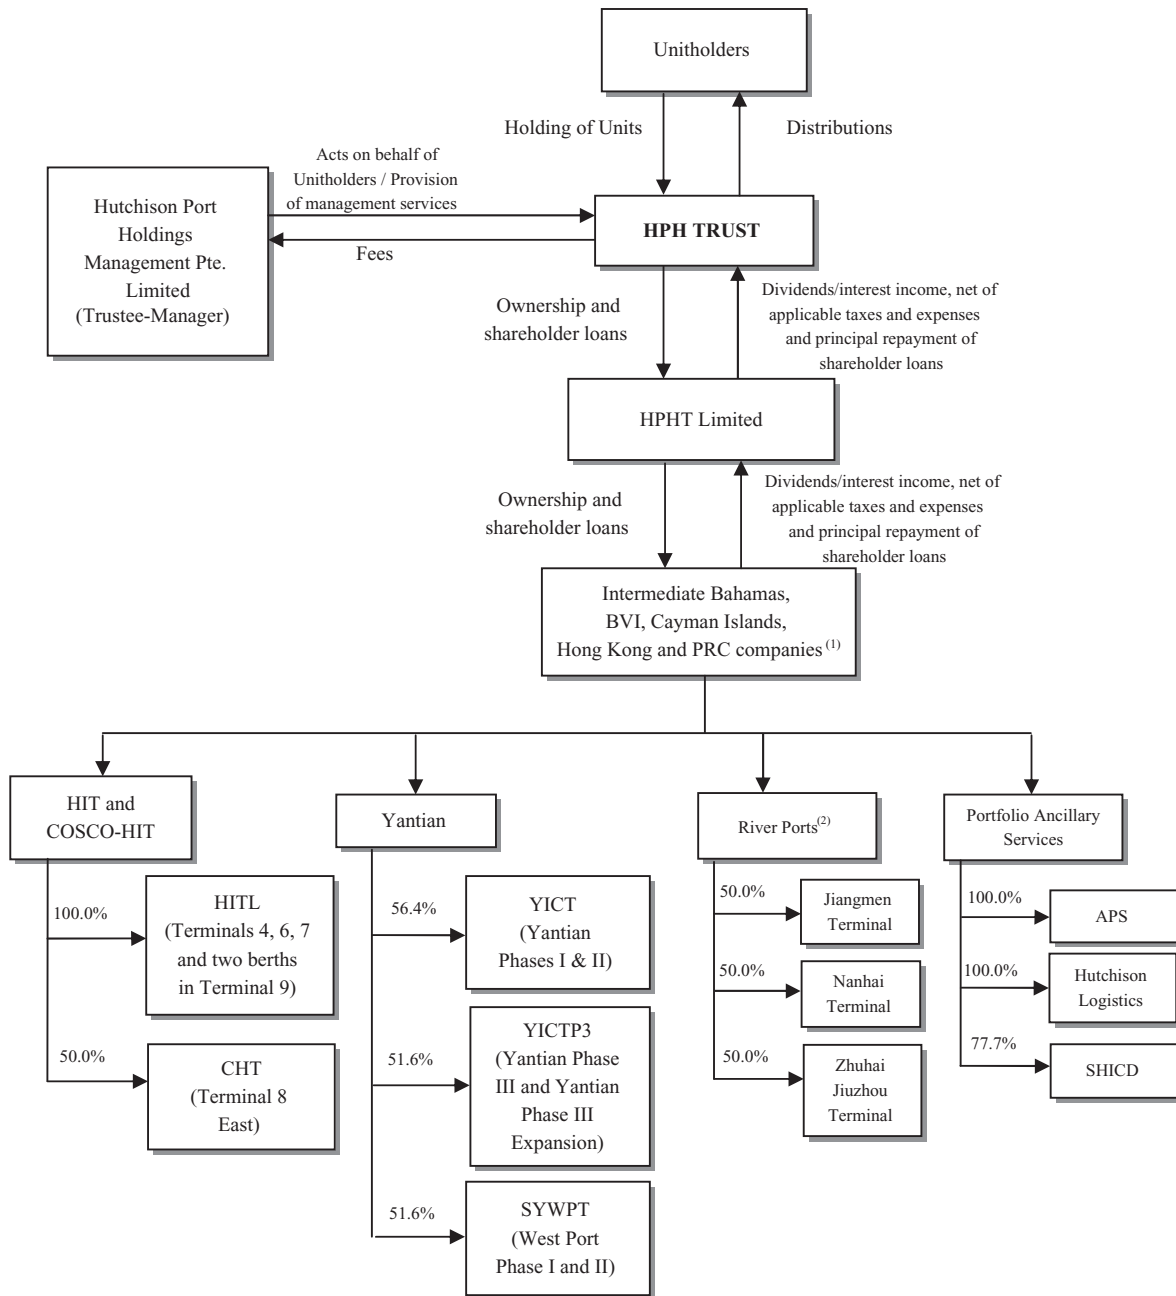 Unitholders
Holding of Units
Distributions
Acts on behalf of
Unitholders / Provision
of management services
Hutchison Port
Holdings
Management Pte.
Limited
(Trustee-Manager)
HPH TRUST
Fees
Ownership and
shareholder loans
Dividends/interest income, net of
applicable taxes and expenses
and principal repayment of
shareholder loans
HPHT Limited
Ownership and
shareholder loans
Dividends/interest income, net of
applicable taxes and expenses
and principal repayment of
shareholder loans
Intermediate Bahamas,
BVI, Cayman Islands,
Hong Kong and PRC companies (1)
HIT and
COSCO-HIT
100.0%
HITL
(Terminals 4, 6, 7
and two berths
in Terminal 9)
50.0%
CHT
(Terminal 8
East)
Yantian
56.4%
YICT
(Yantian
Phases I & II)
51.6%
YICTP3
(Yantian Phase
III and Yantian
Phase III
Expansion)
51.6%
SYWPT
(West Port
Phase I and II)
River Ports(2)
50.0%
Jiangmen
Terminal
50.0%
Nanhai
Terminal
50.0%
Zhuhai
Jiuzhou
Terminal
Portfolio Ancillary
Services
100.0%
APS
100.0%
Hutchison
Logistics
77.7%
SHICD